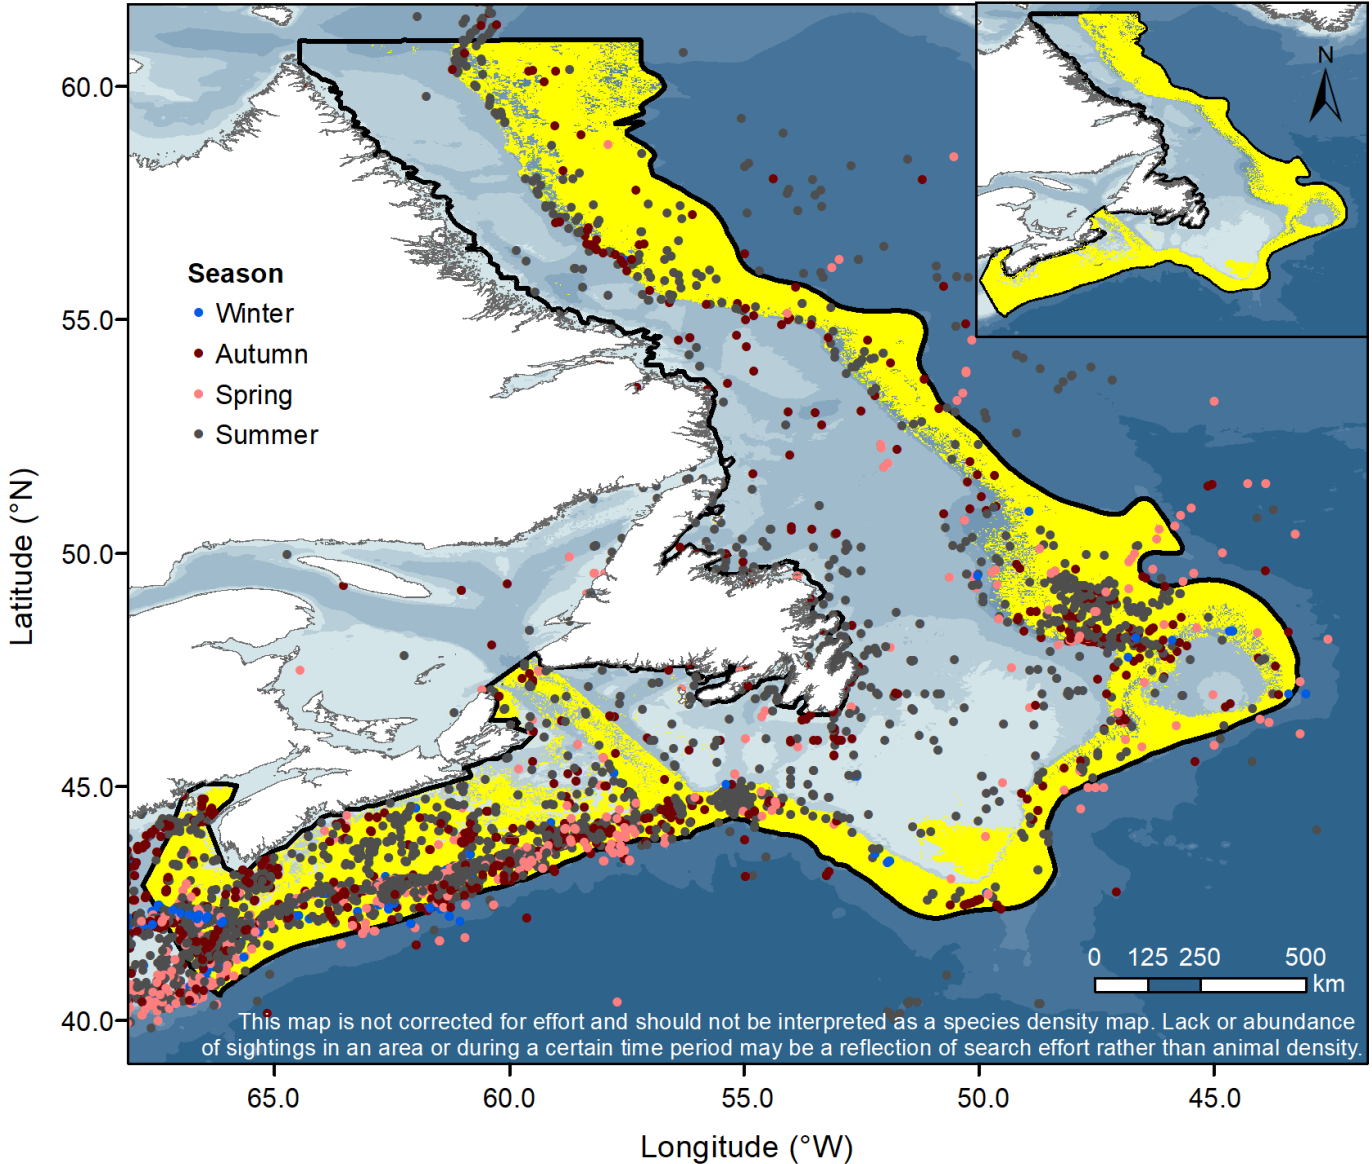 N
60.0
55.0
50.0
45.0
40.0
Latitude (°N)
Season
Winter
Autumn
Spring
Summer
0 125 250 500
km
This map is not corrected for effort and should not be interpreted as a species density map. Lack or abundance
of sightings in an area or during a certain time period may be a reflection of search effort rather than animal density.
65.0 60.0 55.0 50.0 45.0
Longitude (°W)